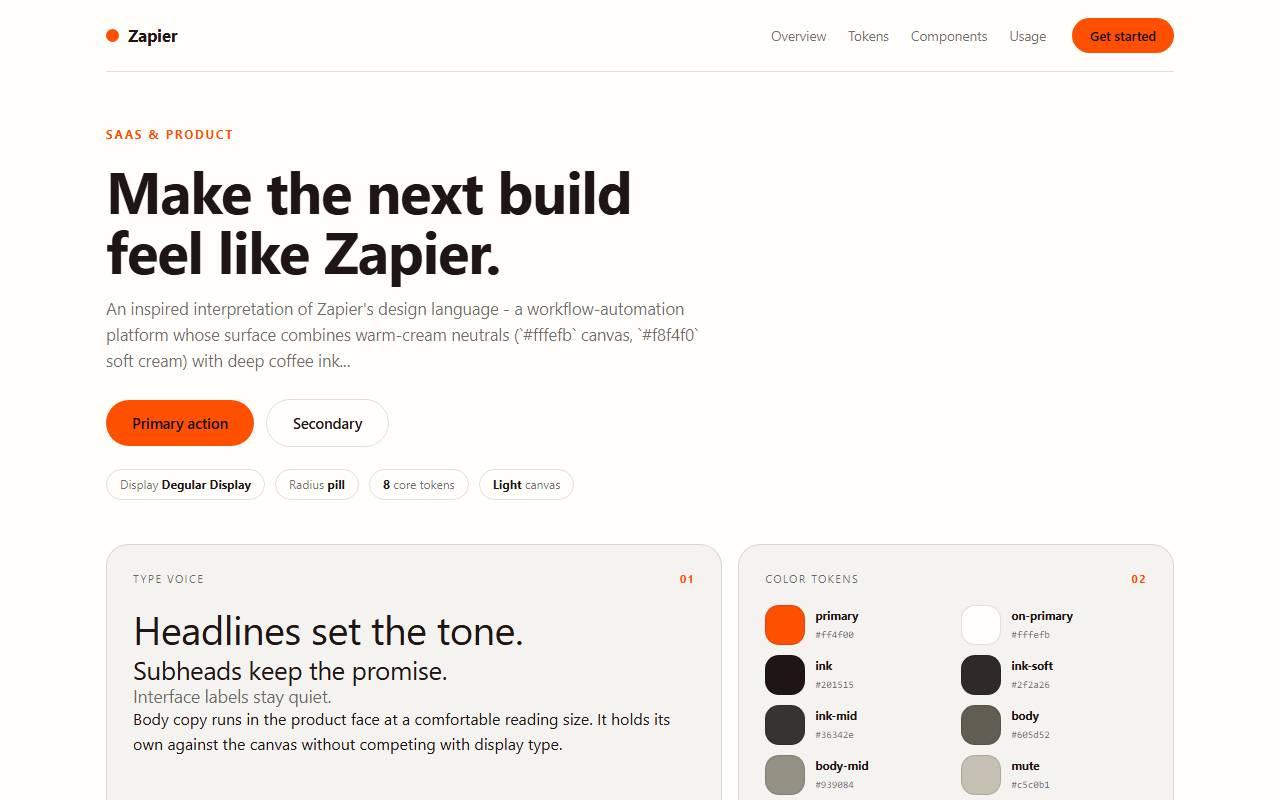 Zapier
Overview Tokens Components Usage Get started
SAAS & PRODUCT
Make the next build
feel like Zapier.
An inspired interpretation of Zapier's design language - a workflow-automation
platform whose surface combines warm-cream neutrals (`#fffefb` canvas, `#f8f4f0`
soft cream) with deep coffee ink...
Primary action Secondary
Display Degular Display Radius pill 8 core tokens Light canvas
TYPE VOICE 01
Headlines set the tone.
Subheads keep the promise.
Interface labels stay quiet.
Body copy runs in the product face at a comfortable reading size. It holds its
own against the canvas without competing with display type.
COLOR TOKENS 02
primary
#ff4f00
on-primary
#fffefb
ink
#201515
ink-soft
#2f2a26
ink-mid
#36342e
body
#605d52
body-mid
#939084
mute
#c5c0b1